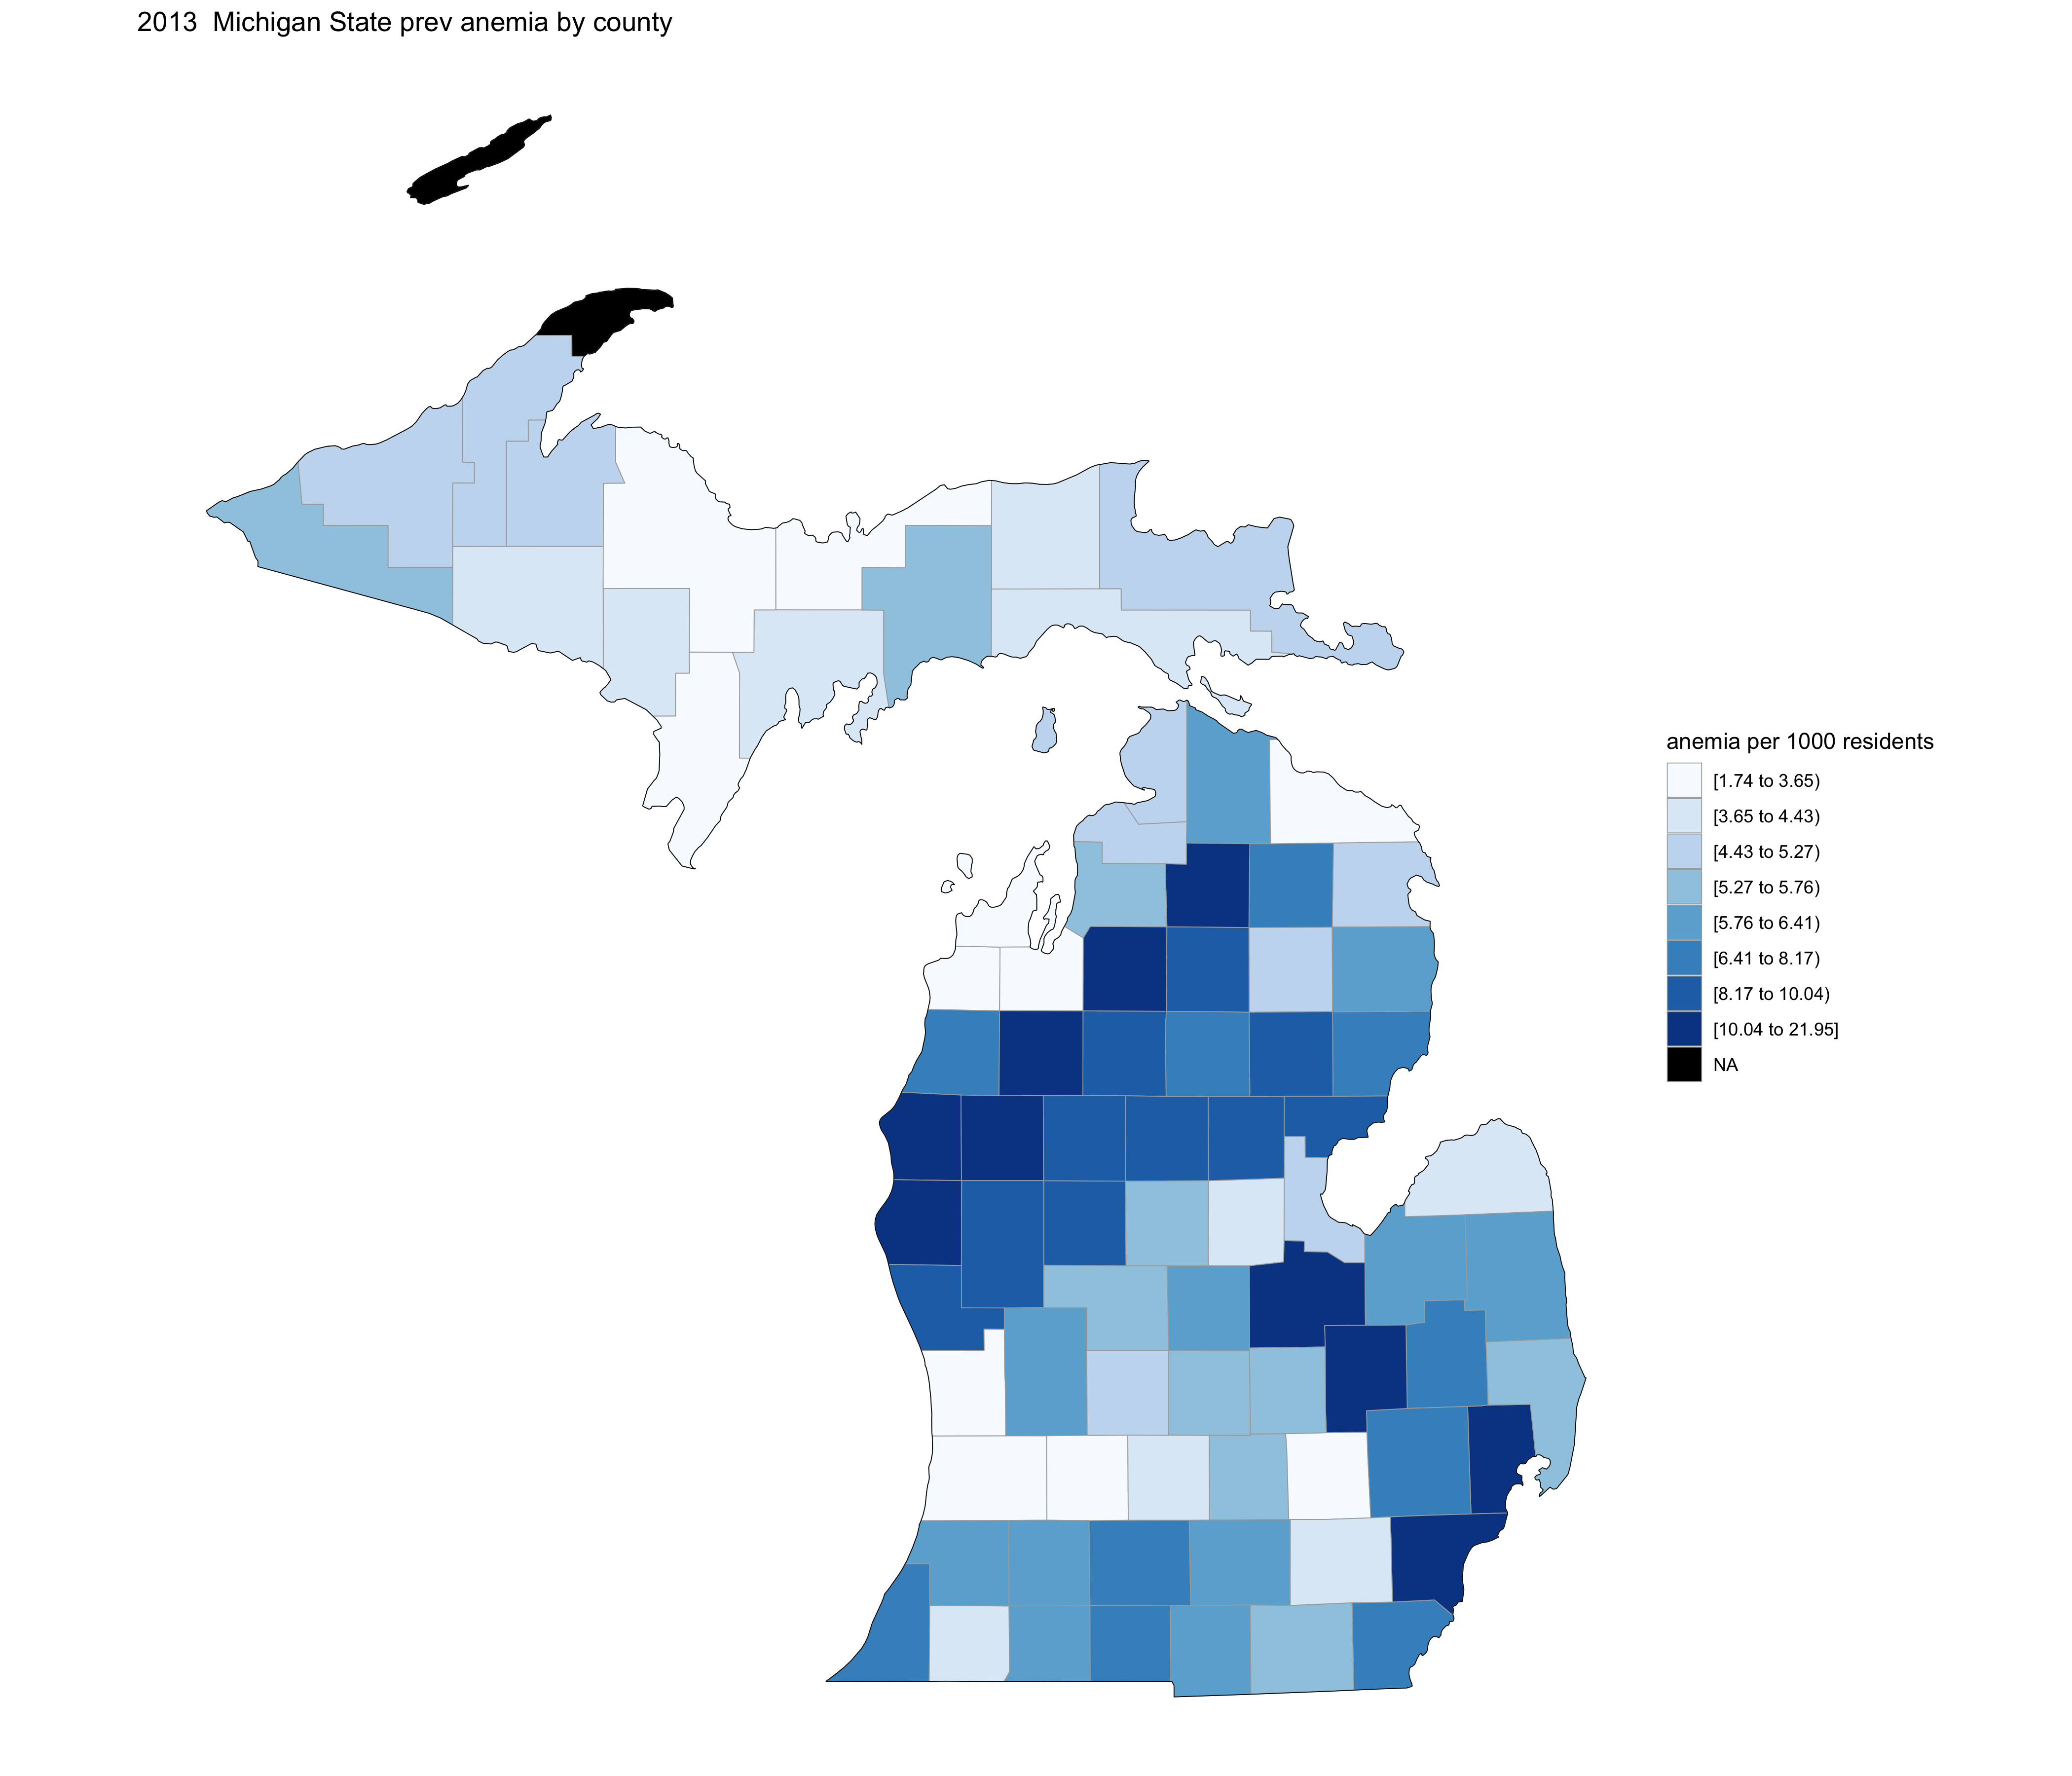 2013  Michigan State prev anemia by county
anemia per 1000 residents
[1.74 to 3.65)
[3.65 to 4.43)
[4.43 to 5.27)
[5.27 to 5.76)
[5.76 to 6.41)
[6.41 to 8.17)
[8.17 to 10.04)
[10.04 to 21.95]
NA